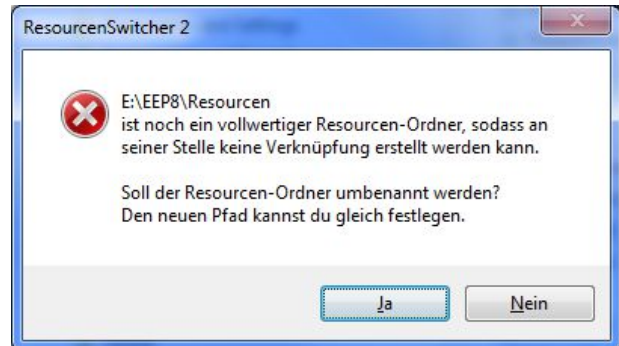 ResourcenSwitcher 2
E:\EEP8\Resourcen
ist noch ein vollwertiger Resourcen-Ordner, sodass an
seiner Stelle keine Verknüpfung erstellt werden kann.
Soll der Resourcen-Ordner umbenannt werden?
Den neuen Pfad kannst du gleich festlegen.
Ja
Nein